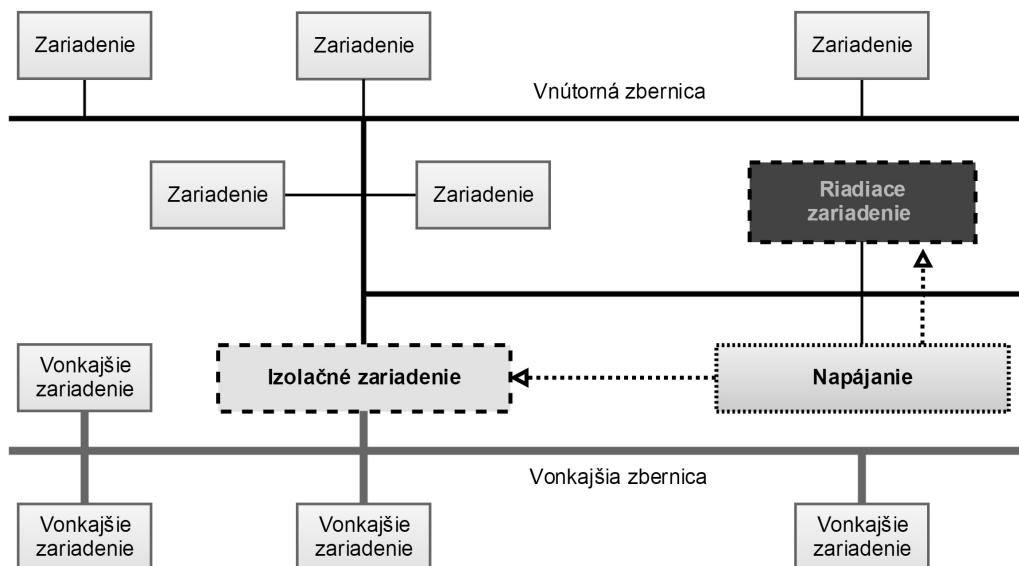 Zariadenie
Zariadenie
Zariadenie
Vnútorná zbernica
Zariadenie
Zariadenie
Riadiace
zariadenie
Vonkajšie
zariadenie
Izolačné zariadenie
Napájanie
Vonkajšia zbernica
Vonkajšie
zariadenie
Vonkajšie
zariadenie
Vonkajšie
zariadenie